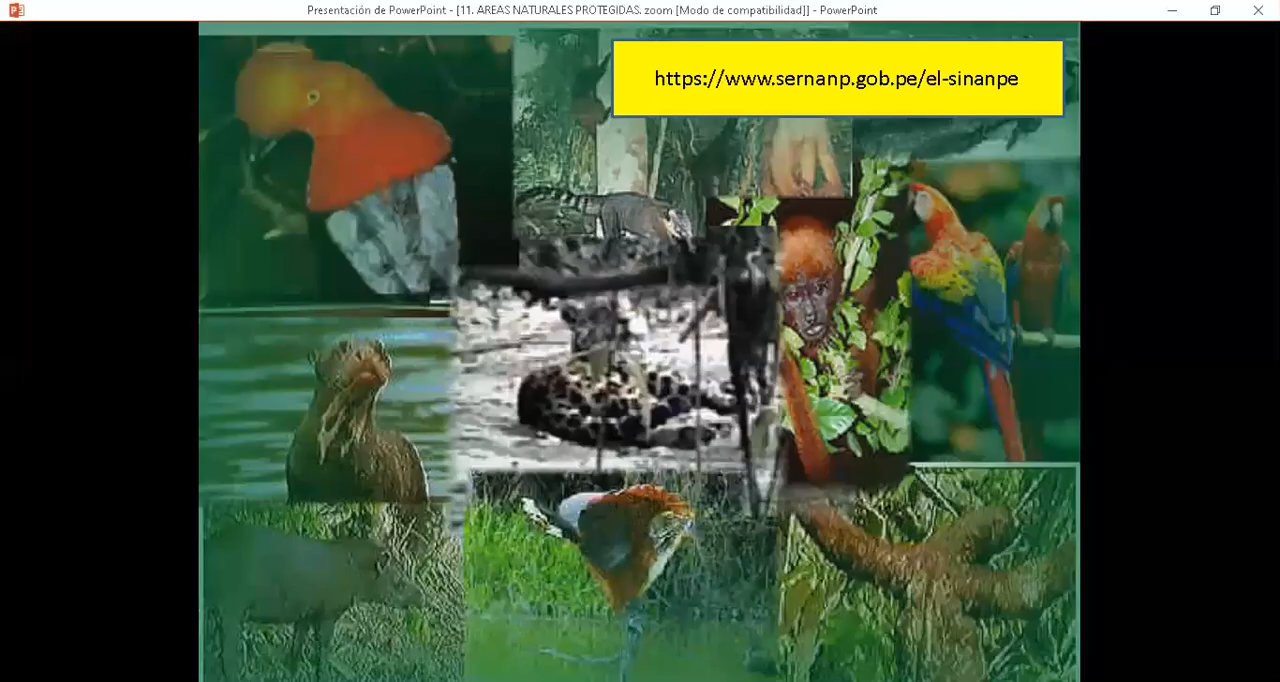 Presentación de PowerPoint - [11. AREAS NATURALES PROTEGIDAS. zoom [Modo de compatibilidad]] - PowerPoint
https://www.sernanp.gob.pe/el-sinanpe